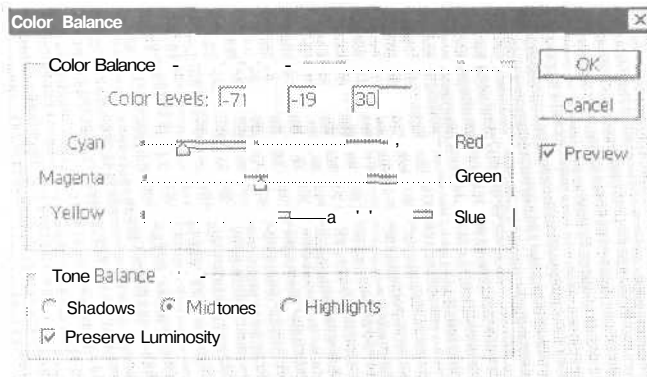 Color Balance
Color Balance
OK
Color Levels: -71 -19 30
Cancel
Cyan Red
Preview
Magenta Green
Yellow Slue
Tone Balance
Shadows Midtones Highlights
Preserve Luminosity